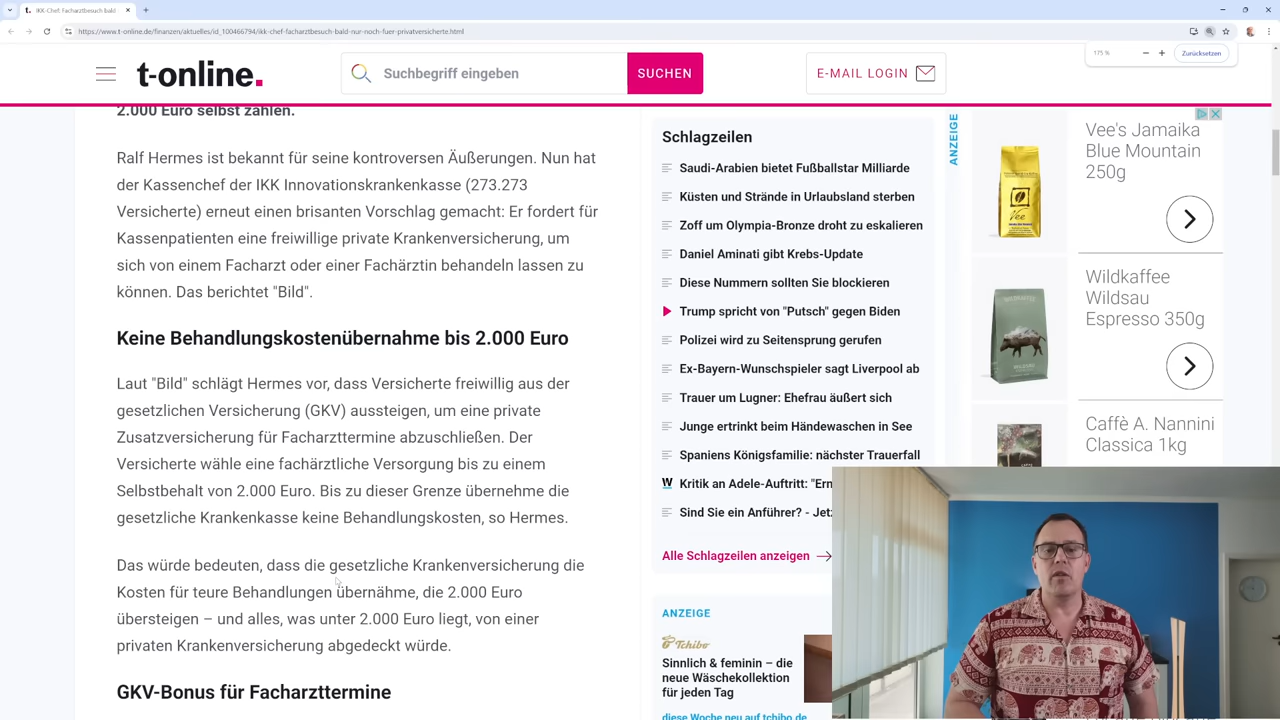 IKK-Chef: Facharztbesuch bald
https://www.t-online.de/finanzen/aktuelles/id_100466794/ikk-chef-facharztbesuch-bald-nur-noch-fuer-privatversicherte.html
175 %
Zurücksetzen
t-online.
Suchbegriff eingeben
SUCHEN
E-MAIL LOGIN
2.000 Euro selbst zahlen.
Ralf Hermes ist bekannt für seine kontroversen Äußerungen. Nun hat
der Kassenchef der IKK Innovationskrankenkasse (273.273
Versicherte) erneut einen brisanten Vorschlag gemacht: Er fordert für
Kassenpatienten eine freiwillige private Krankenversicherung, um
sich von einem Facharzt oder einer Fachärztin behandeln lassen zu
können. Das berichtet "Bild".
Keine Behandlungskostenübernahme bis 2.000 Euro
Laut "Bild" schlägt Hermes vor, dass Versicherte freiwillig aus der
gesetzlichen Versicherung (GKV) aussteigen, um eine private
Zusatzversicherung für Facharzttermine abzuschließen. Der
Versicherte wähle eine fachärztliche Versorgung bis zu einem
Selbstbehalt von 2.000 Euro. Bis zu dieser Grenze übernehme die
gesetzliche Krankenkasse keine Behandlungskosten, so Hermes.
Das würde bedeuten, dass die gesetzliche Krankenversicherung die
Kosten für teure Behandlungen übernähme, die 2.000 Euro
übersteigen – und alles, was unter 2.000 Euro liegt, von einer
privaten Krankenversicherung abgedeckt würde.
GKV-Bonus für Facharzttermine
Schlagzeilen
Saudi-Arabien bietet Fußballstar Milliarde
Küsten und Strände in Urlaubsland sterben
Zoff um Olympia-Bronze droht zu eskalieren
Daniel Aminati gibt Krebs-Update
Diese Nummern sollten Sie blockieren
Trump spricht von "Putsch" gegen Biden
Polizei wird zu Seitensprung gerufen
Ex-Bayern-Wunschspieler sagt Liverpool ab
Trauer um Lugner: Ehefrau äußert sich
Junge ertrinkt beim Händewaschen in See
Spaniens Königsfamilie: nächster Trauerfall
W Kritik an Adele-Auftritt: "Ern
Sind Sie ein Anführer? - Jetz
Alle Schlagzeilen anzeigen
ANZEIGE
Tchibo
Sinnlich & feminin – die
neue Wäschekollektion
für jeden Tag
diese Woche neu auf tchibo.de
ANZEIGE
Vee's Jamaika
Blue Mountain
250g
Vee
Wildkaffee
Wildsau
Espresso 350g
Caffè A. Nannini
Classica 1kg